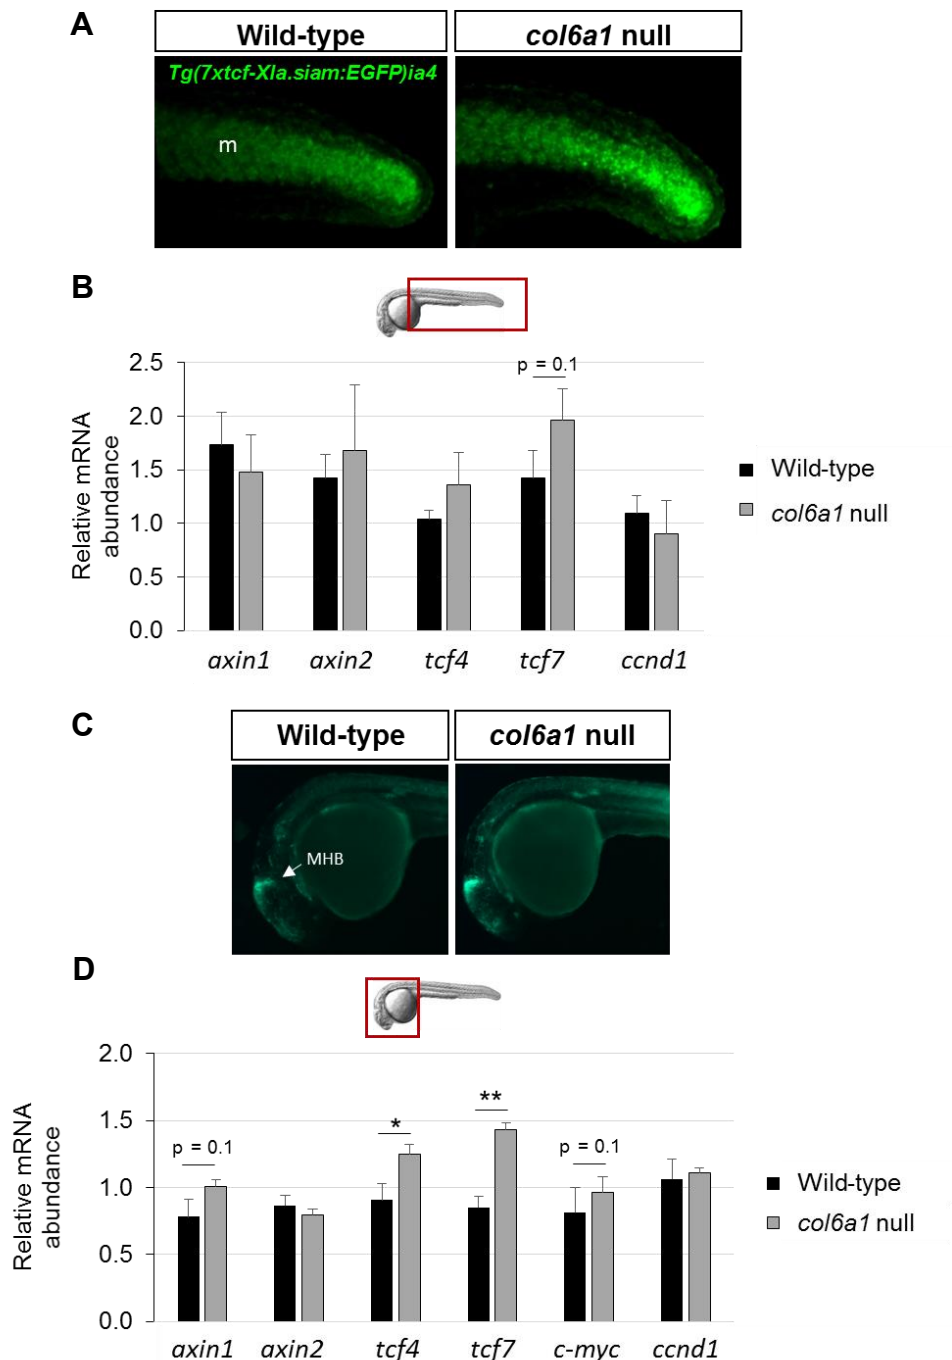 A
Wild-type
col6a1 null
Tg(7xtcf-Xla.siam:EGFP)ia4
m
B
2.5
2.0
1.5
1.0
0.5
0.0
Relative mRNA
abundance
p = 0.1
axin1
axin2
tcf4
tcf7
ccnd1
Wild-type
col6a1 null
C
Wild-type
col6a1 null
MHB
D
2.0
1.5
1.0
0.5
0.0
Relative mRNA
abundance
p = 0.1
*
**
p = 0.1
axin1
axin2
tcf4
tcf7
c-myc
ccnd1
Wild-type
col6a1 null